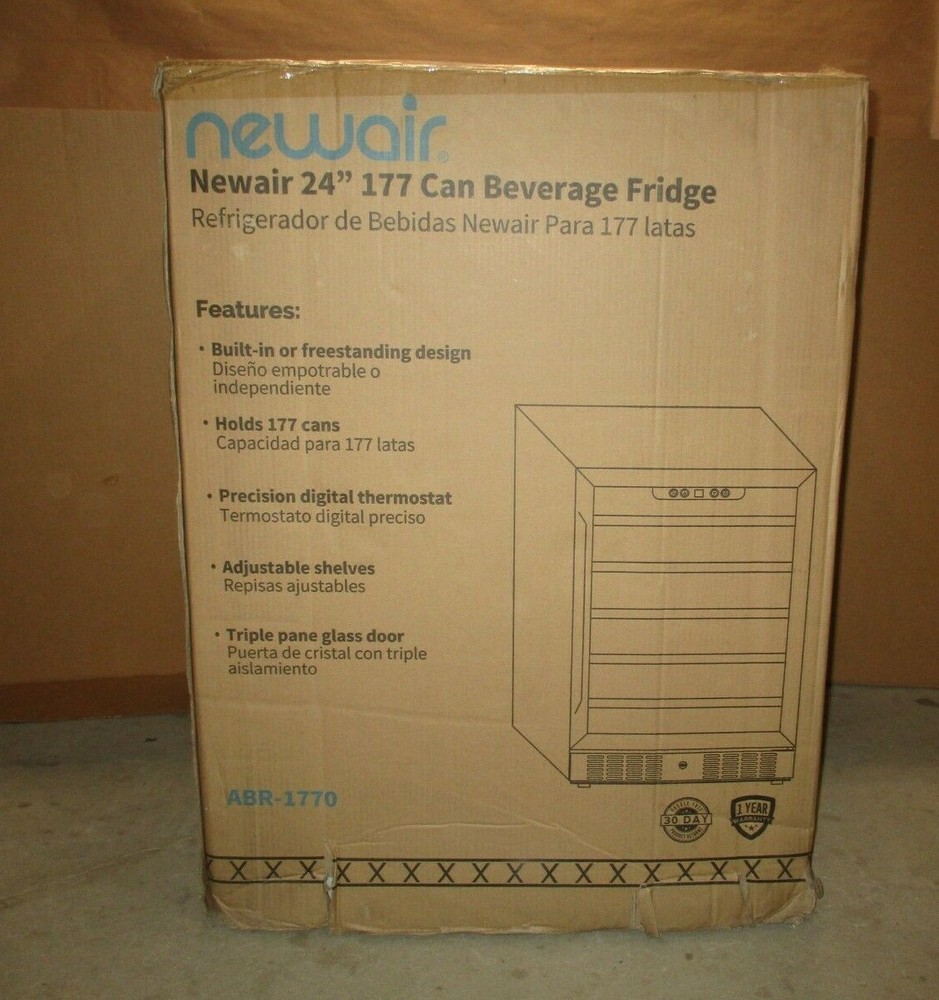 newair®
Newair 24” 177 Can Beverage Fridge
Refrigerador de Bebidas Newair Para 177 latas
Features:
• Built-in or freestanding design
Diseño empotrable o
independiente
• Holds 177 cans
Capacidad para 177 latas
• Precision digital thermostat
Termostato digital preciso
• Adjustable shelves
Repisas ajustables
• Triple pane glass door
Puerta de cristal con triple
aislamiento
ABR-1770
30 DAY
1 YEAR
WARRANTY
X X X X X X X X X X X X X X X X X X X